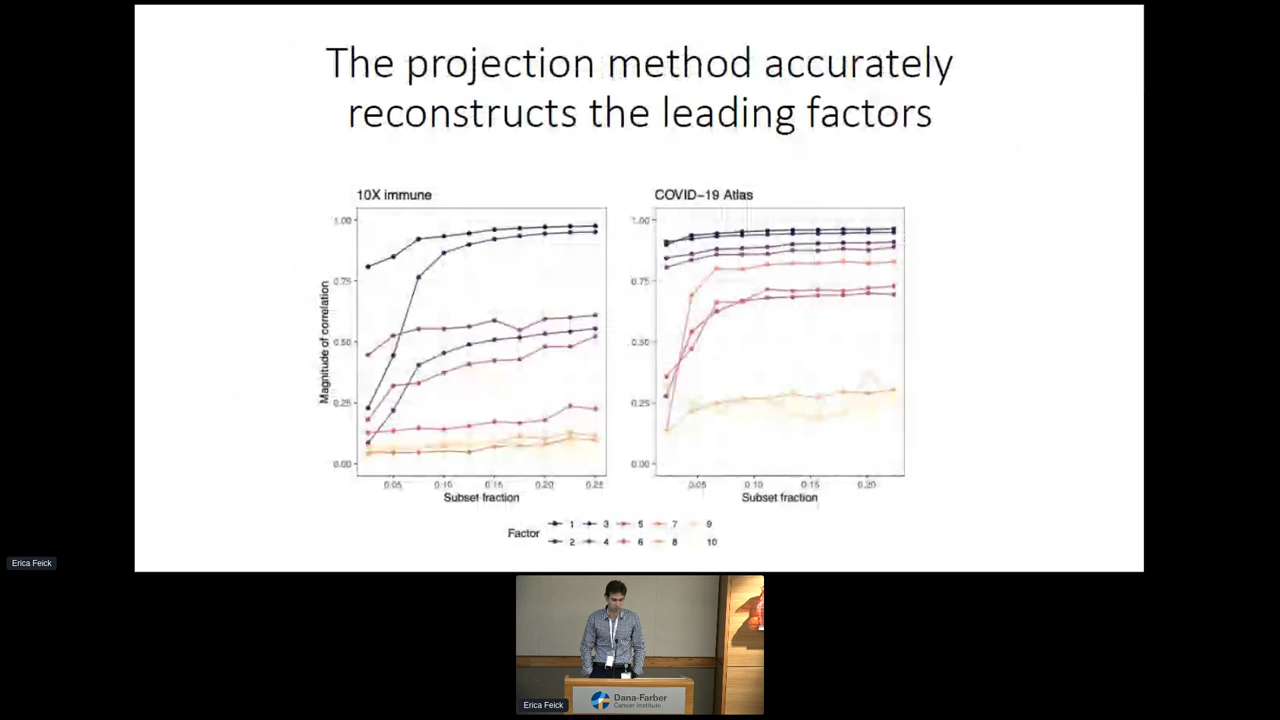 The projection method accurately
reconstructs the leading factors
10X immune
COVID-19 Atlas
Magnitude of correlation
1.00
0.75
0.50
0.25
0.00
1.00
0.75
0.50
0.25
0.00
0.05 0.10 0.15 0.20 0.25
0.05 0.10 0.15 0.20
Subset fraction
Subset fraction
Factor
1 3 5 7 9
2 4 6 8 10
Erica Feick
Erica Feick
Dana-Farber
Cancer Institute